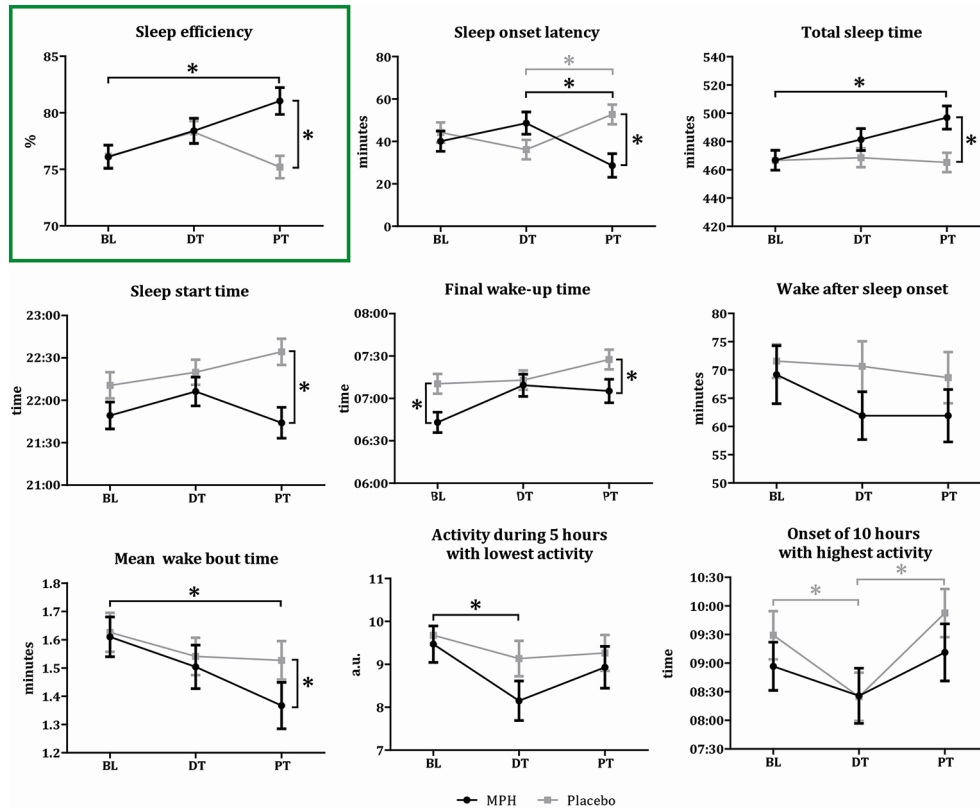 Sleep efficiency
85
80
75
70
%
*
*
BL DT PT
Sleep onset latency
80
60
40
20
0
minutes
*
*
*
BL DT PT
Total sleep time
540
520
500
480
460
440
420
minutes
*
*
BL DT PT
Sleep start time
23:00
22:30
22:00
21:30
21:00
time
*
BL DT PT
Final wake-up time
08:00
07:30
07:00
06:30
06:00
time
*
*
BL DT PT
Wake after sleep onset
80
75
70
65
60
55
50
minutes
BL DT PT
Mean wake bout time
1.8
1.7
1.6
1.5
1.4
1.3
1.2
minutes
*
*
BL DT PT
Activity during 5 hours
with lowest activity
11
10
9
8
7
a.u.
*
BL DT PT
Onset of 10 hours
with highest activity
10:30
10:00
09:30
09:00
08:30
08:00
07:30
time
*
*
BL DT PT
MPH Placebo